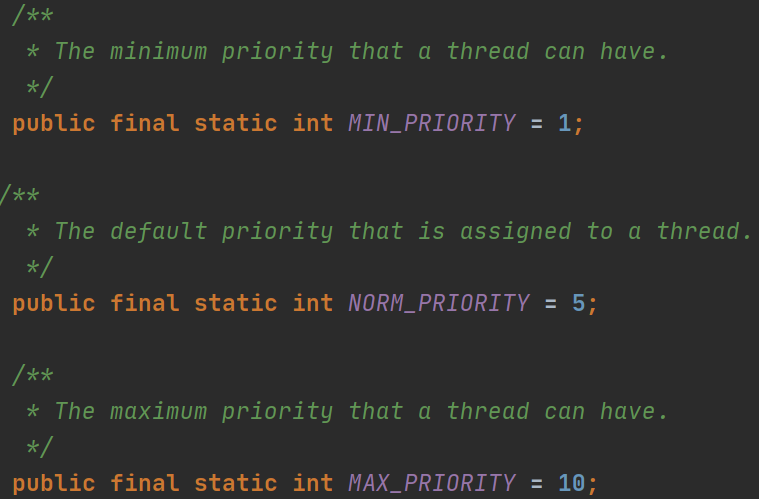 /**
* The minimum priority that a thread can have.
*/
public final static int MIN_PRIORITY = 1;
/**
* The default priority that is assigned to a thread.
*/
public final static int NORM_PRIORITY = 5;
/**
* The maximum priority that a thread can have.
*/
public final static int MAX_PRIORITY = 10;